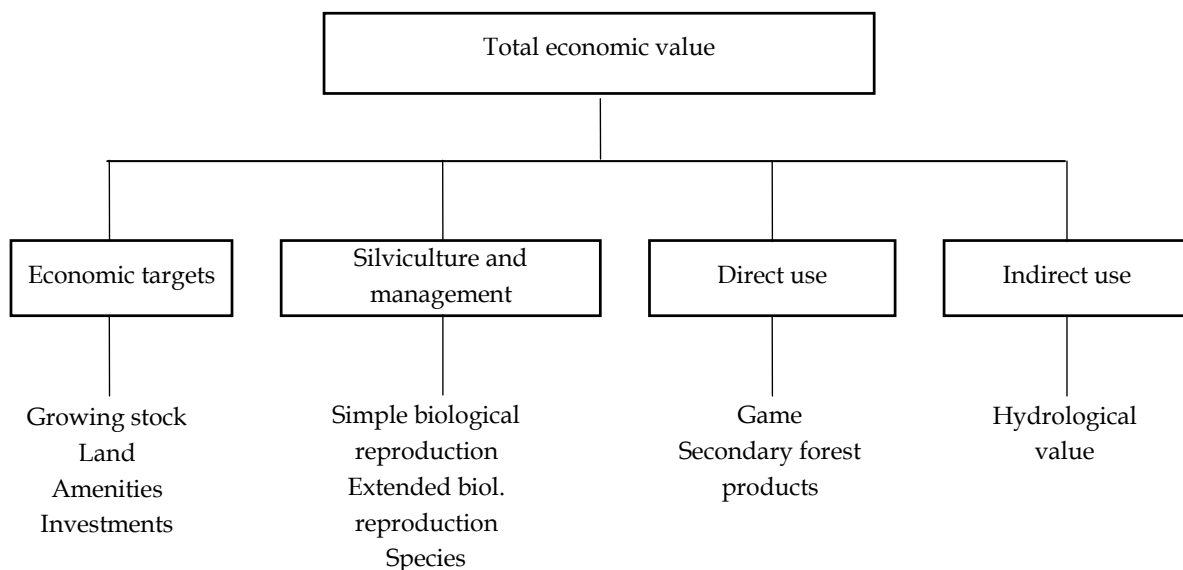 Total economic value
Economic targets
Silviculture and
management
Direct use
Indirect use
Growing stock
Land
Amenities
Investments
Simple biological
reproduction
Extended biol.
reproduction
Species
Game
Secondary forest
products
Hydrological
value